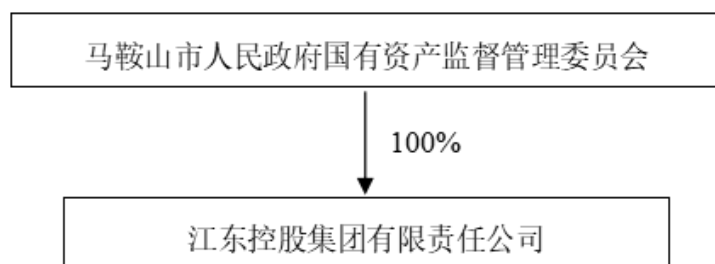 马鞍山市人民政府国有资产监督管理委员会
100%
江东控股集团有限责任公司